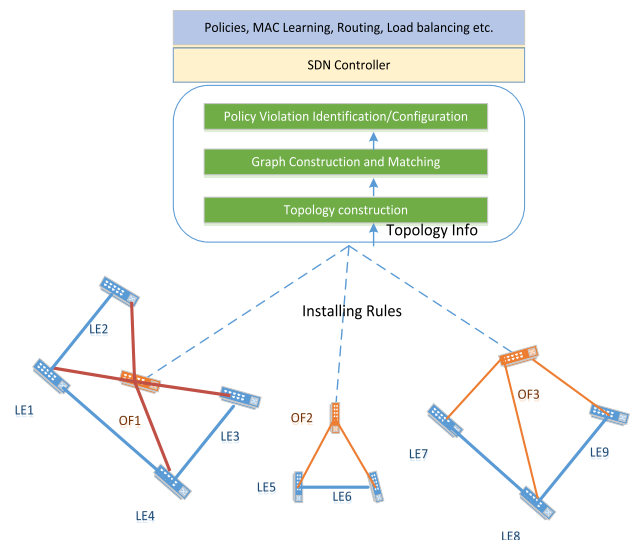 Policies, MAC Learning, Routing, Load balancing etc.
SDN Controller
Policy Violation Identification/Configuration
Graph Construction and Matching
Topology construction
Topology Info
Installing Rules
LE2
LE1
OF1
LE3
LE4
OF2
LE5
LE6
OF3
LE7
LE9
LE8